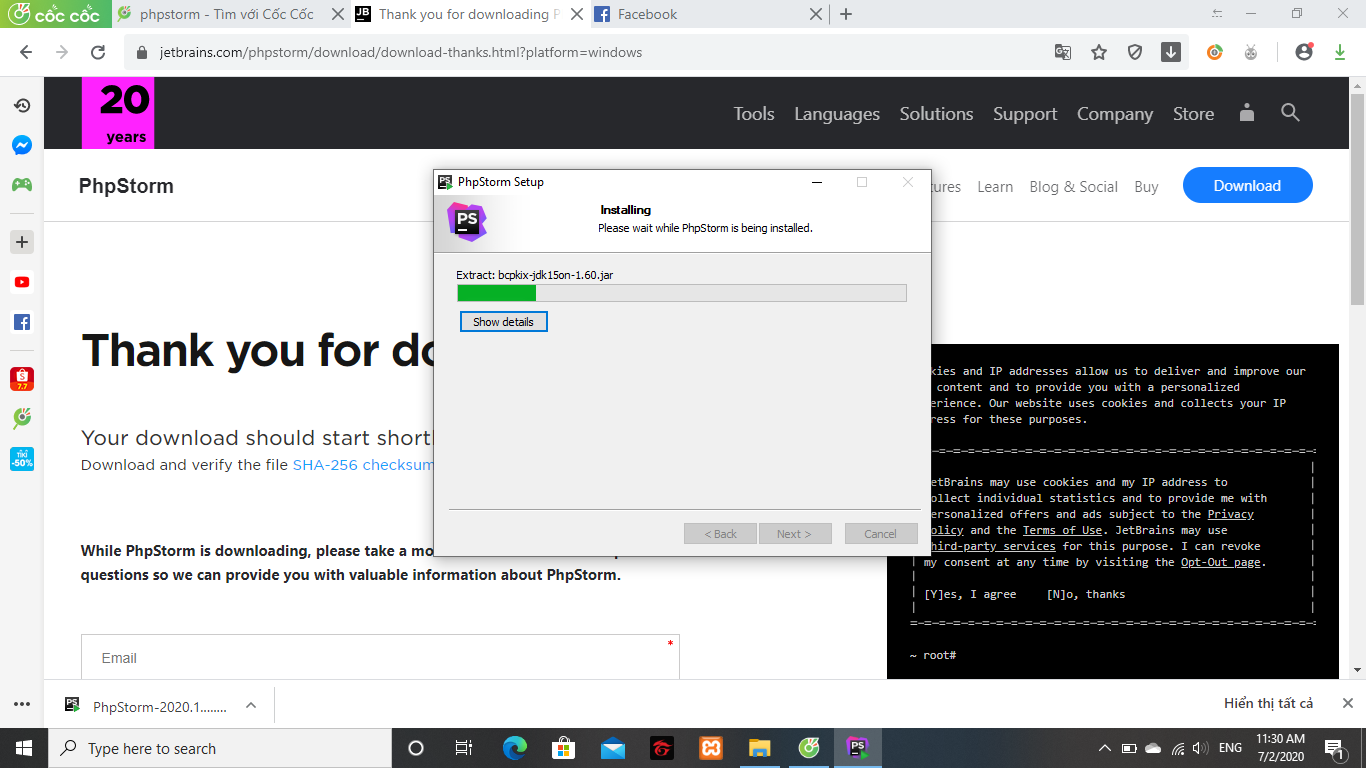 cốc cốc
phpstorm - Tìm với Cốc Cốc
Thank you for downloading P
Facebook
jetbrains.com/phpstorm/download/download-thanks.html?platform=windows
20
years
Tools Languages Solutions Support Company Store
PhpStorm
tures Learn Blog & Social Buy Download
PhpStorm Setup
PS
Installing
Please wait while PhpStorm is being installed.
Extract: bcpkix-jdk15on-1.60.jar
Show details
< Back Next > Cancel
Thank you for do
Your download should start shortl
Download and verify the file SHA-256 checksum
While PhpStorm is downloading, please take a mo
questions so we can provide you with valuable information about PhpStorm.
Email *
kies and IP addresses allow us to deliver and improve our
content and to provide you with a personalized
erience. Our website uses cookies and collects your IP
ress for these purposes.
etBrains may use cookies and my IP address to
ollect individual statistics and to provide me with
ersonalized offers and ads subject to the Privacy
olicy and the Terms of Use. JetBrains may use
hird-party services for this purpose. I can revoke
my consent at any time by visiting the Opt-Out page.
[Y]es, I agree [N]o, thanks
~ root#
7.7
TIKI
-50%
PhpStorm-2020.1........
Hiển thị tất cả
Type here to search
ENG
11:30 AM
7/2/2020
1